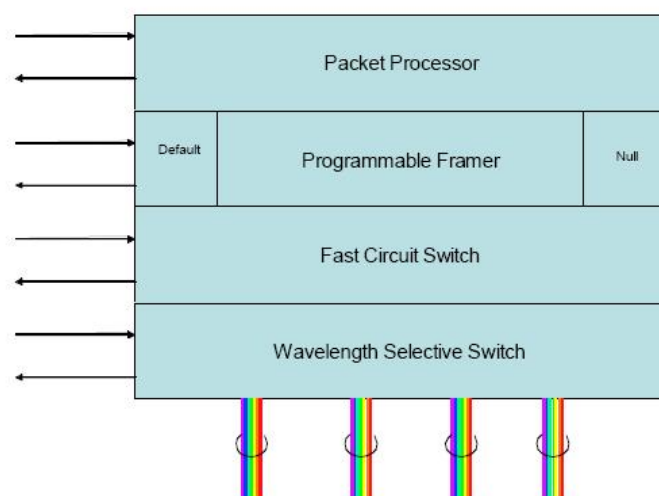 Packet Processor
Default
Programmable Framer
Null
Fast Circuit Switch
Wavelength Selective Switch